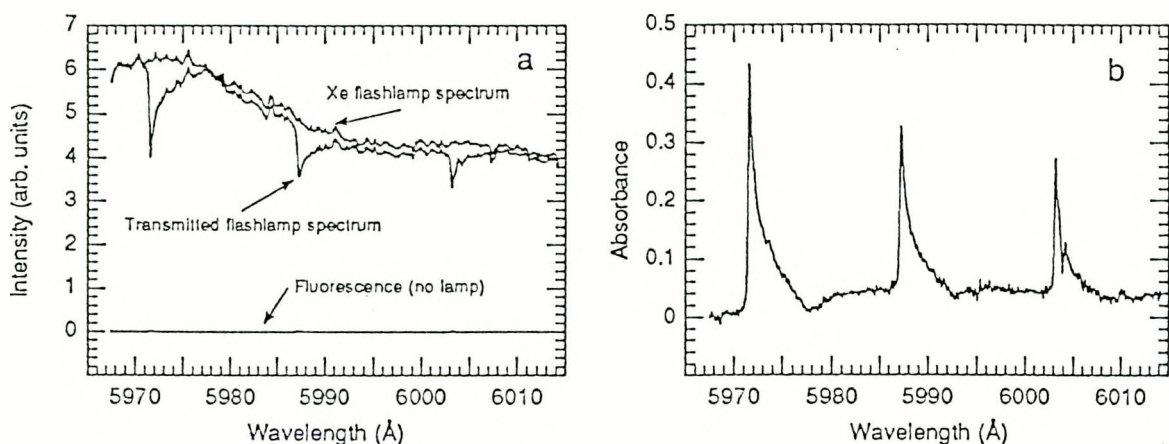 7
6
5
4
3
2
1
0
Intensity (arb. units)
a
Xe flashlamp spectrum
Transmitted flashlamp spectrum
Fluorescence (no lamp)
5970 5980 5990 6000 6010
Wavelength (Å)
0.5
0.4
0.3
0.2
0.1
0
Absorbance
b
5970 5980 5990 6000 6010
Wavelength (Å)